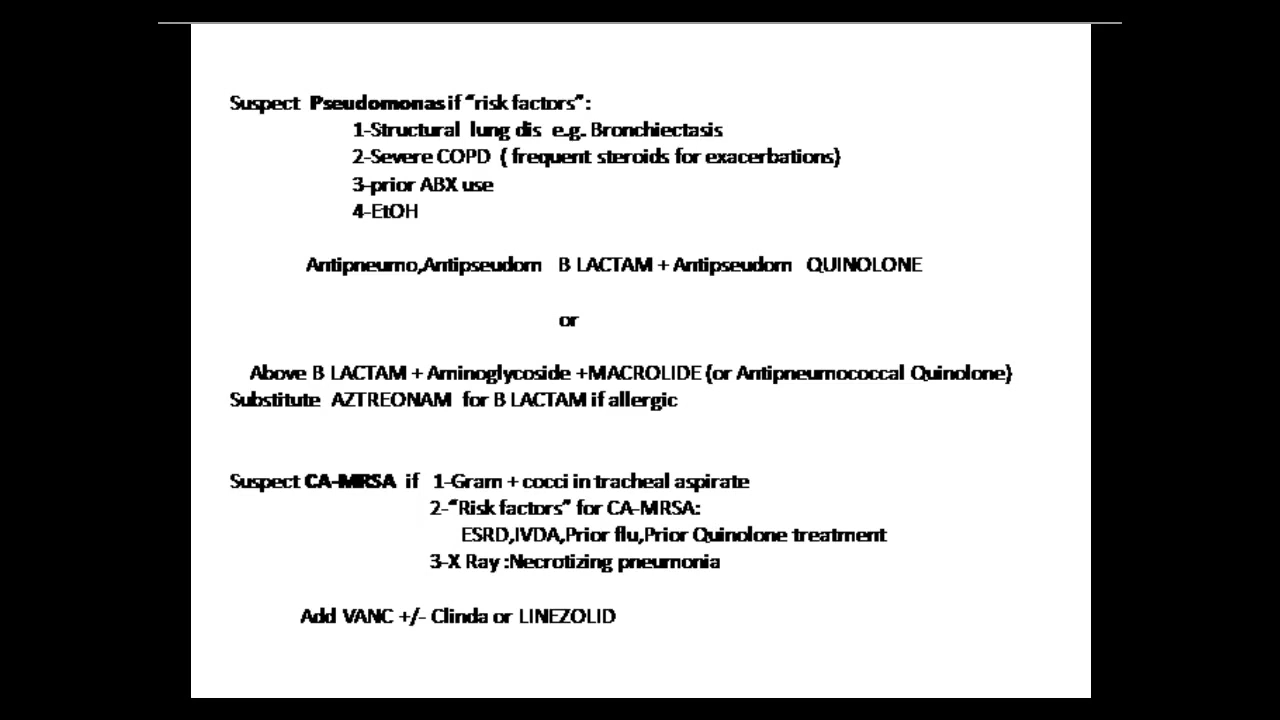 Suspect Pseudomonas if "risk factors":
1-Structural lung dis e.g. Bronchiectasis
2-Severe COPD ( frequent steroids for exacerbations)
3-prior ABX use
4-EtOH
Antipneumo,Antipseudom B LACTAM + Antipseudom QUINOLONE
or
Above B LACTAM + Aminoglycoside +MACROLIDE (or Antipneumococcal Quinolone)
Substitute AZTREONAM for B LACTAM if allergic
Suspect CA-MRSA if 1-Gram + cocci in tracheal aspirate
2-"Risk factors" for CA-MRSA:
ESRD,IVDA,Prior flu,Prior Quinolone treatment
3-X Ray :Necrotizing pneumonia
Add VANC +/- Clinda or LINEZOLID